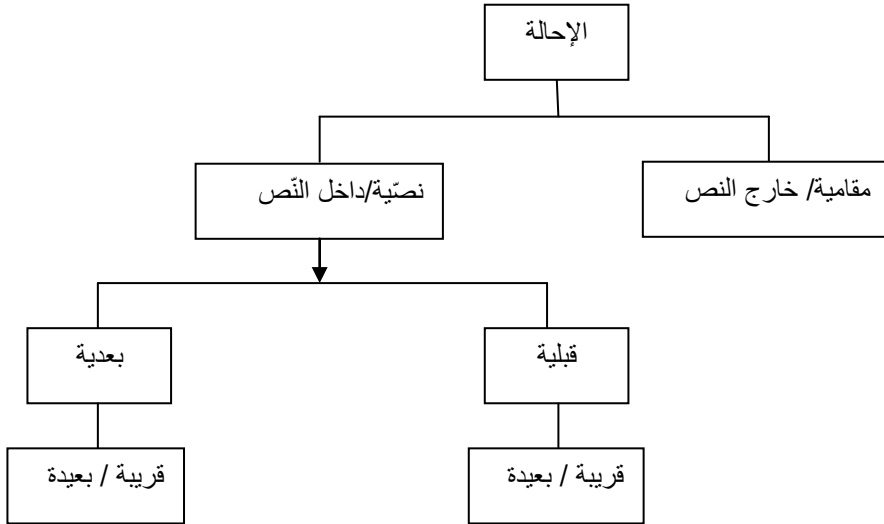 الإحالة
مقامية/ خارج النص
نصّية/داخل النّص
قبلية
بعدية
قريبة / بعيدة
قريبة / بعيدة